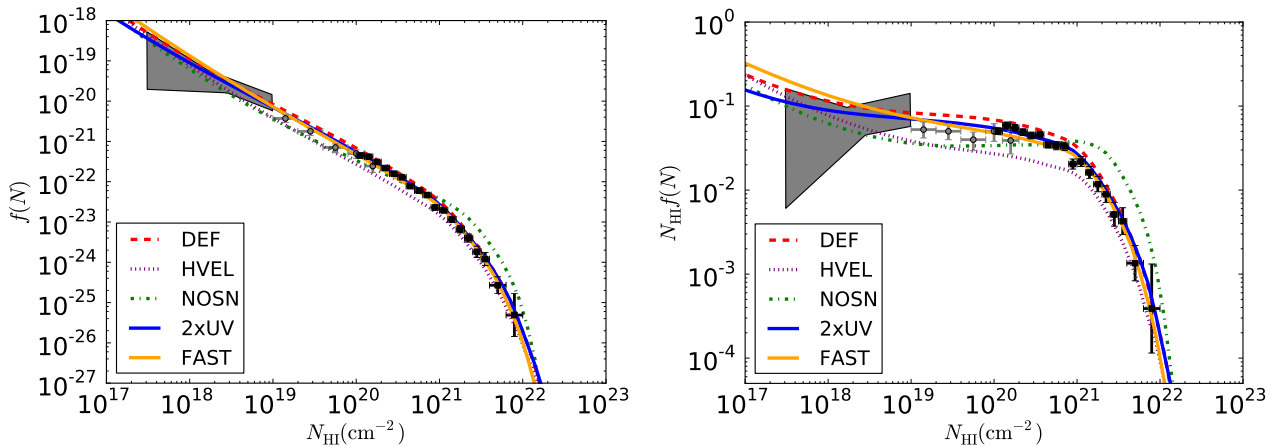 10^-18
10^-19
10^-20
10^-21
10^-22
10^-23
10^-24
10^-25
10^-26
10^-27
f(N)
DEF
HVEL
NOSN
2xUV
FAST
10^17 10^18 10^19 10^20 10^21 10^22 10^23
N_HI(cm^-2)
10^0
10^-1
10^-2
10^-3
10^-4
N_HI f(N)
DEF
HVEL
NOSN
2xUV
FAST
10^17 10^18 10^19 10^20 10^21 10^22 10^23
N_HI(cm^-2)